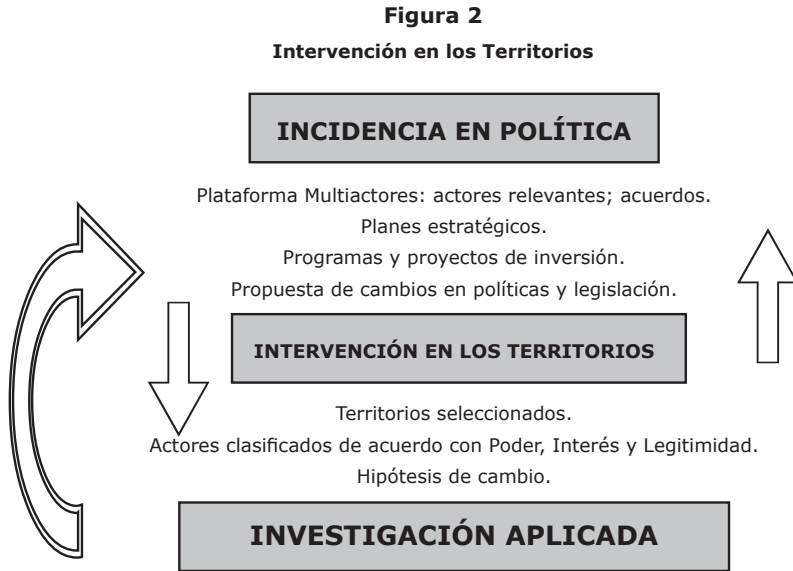 Figura 2
Intervención en los Territorios
INCIDENCIA EN POLÍTICA
Plataforma Multiactores: actores relevantes; acuerdos.
Planes estratégicos.
Programas y proyectos de inversión.
Propuesta de cambios en políticas y legislación.
INTERVENCIÓN EN LOS TERRITORIOS
Territorios seleccionados.
Actores clasificados de acuerdo con Poder, Interés y Legitimidad.
Hipótesis de cambio.
INVESTIGACIÓN APLICADA